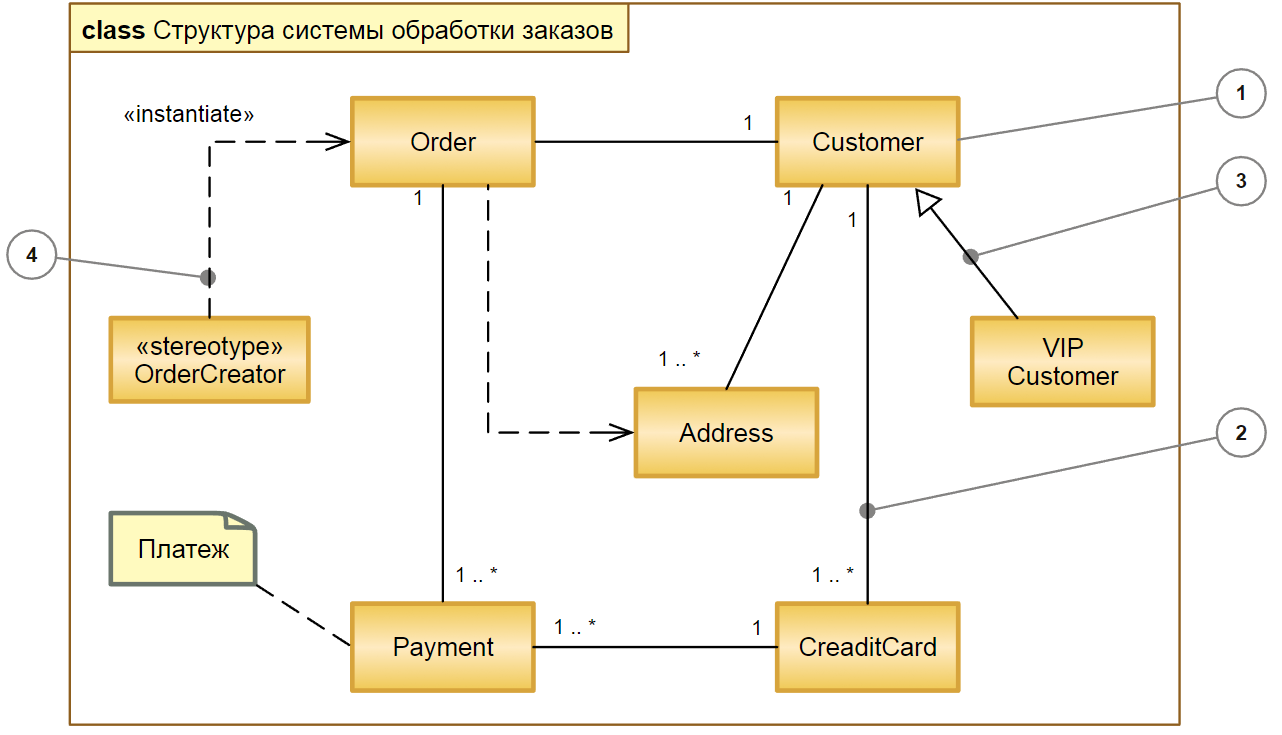 class Структура системы обработки заказов
«instantiate»
Order
1
Customer
1
1
1
1
3
4
«stereotype»
OrderCreator
1 .. *
Address
VIP
Customer
2
Платеж
1 .. *
1 .. *
Payment
1 .. *
1
CreaditCard